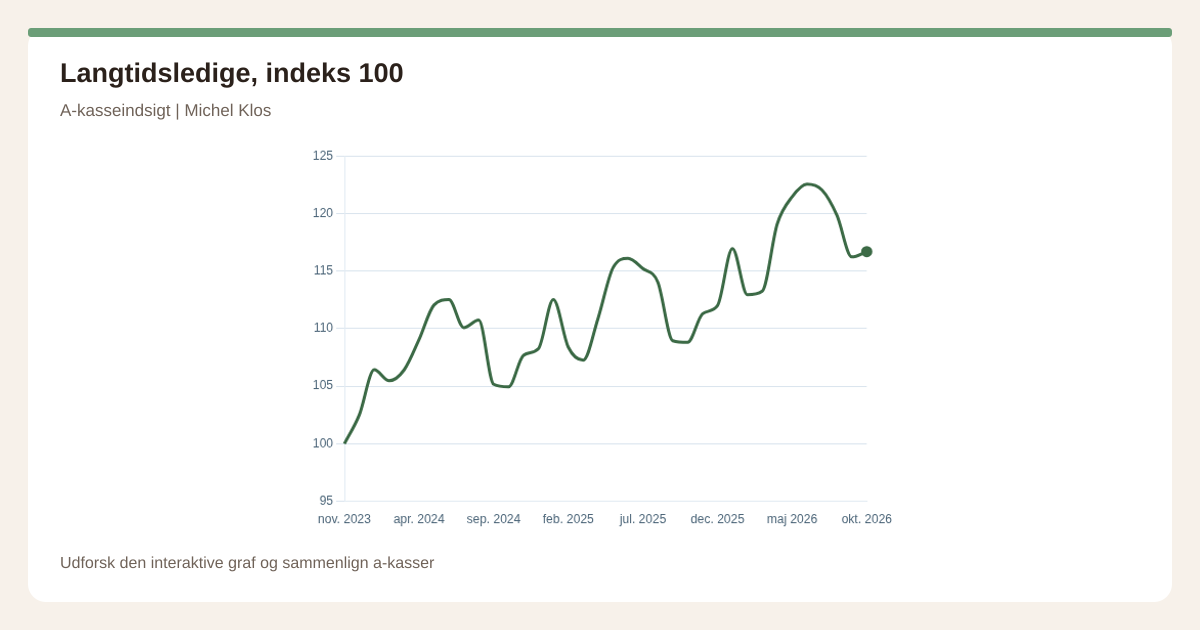 Langtidsledige, indeks 100
A-kasseindsigt | Michel Klos
125
120
115
110
105
100
95
nov. 2023 apr. 2024 sep. 2024 feb. 2025 jul. 2025 dec. 2025 maj 2026 okt. 2026
Udforsk den interaktive graf og sammenlign a-kasser